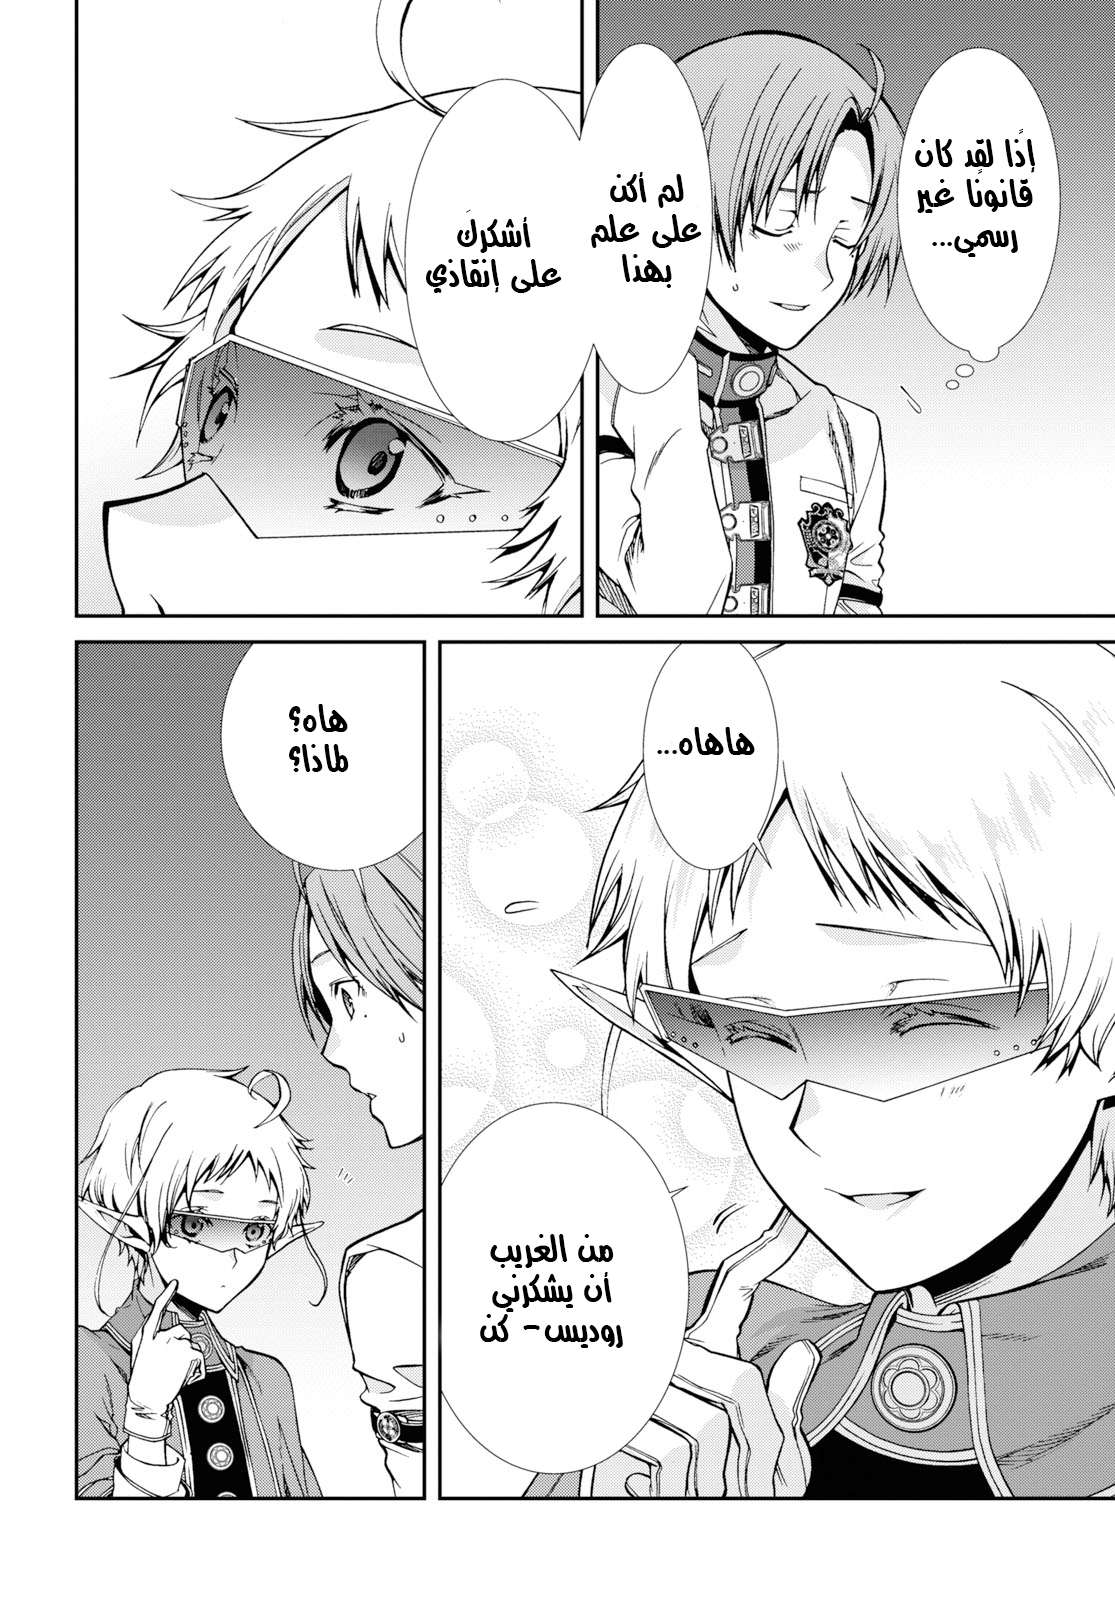 إذًا لقد كان
قانونًا غير
رسمي...
لم أكن
على علم
بهذا
أشكركَ
على إنقاذي
هاهاه...
من الغريب
أن يشكرني
روديس- كن
هاه؟
لماذا؟